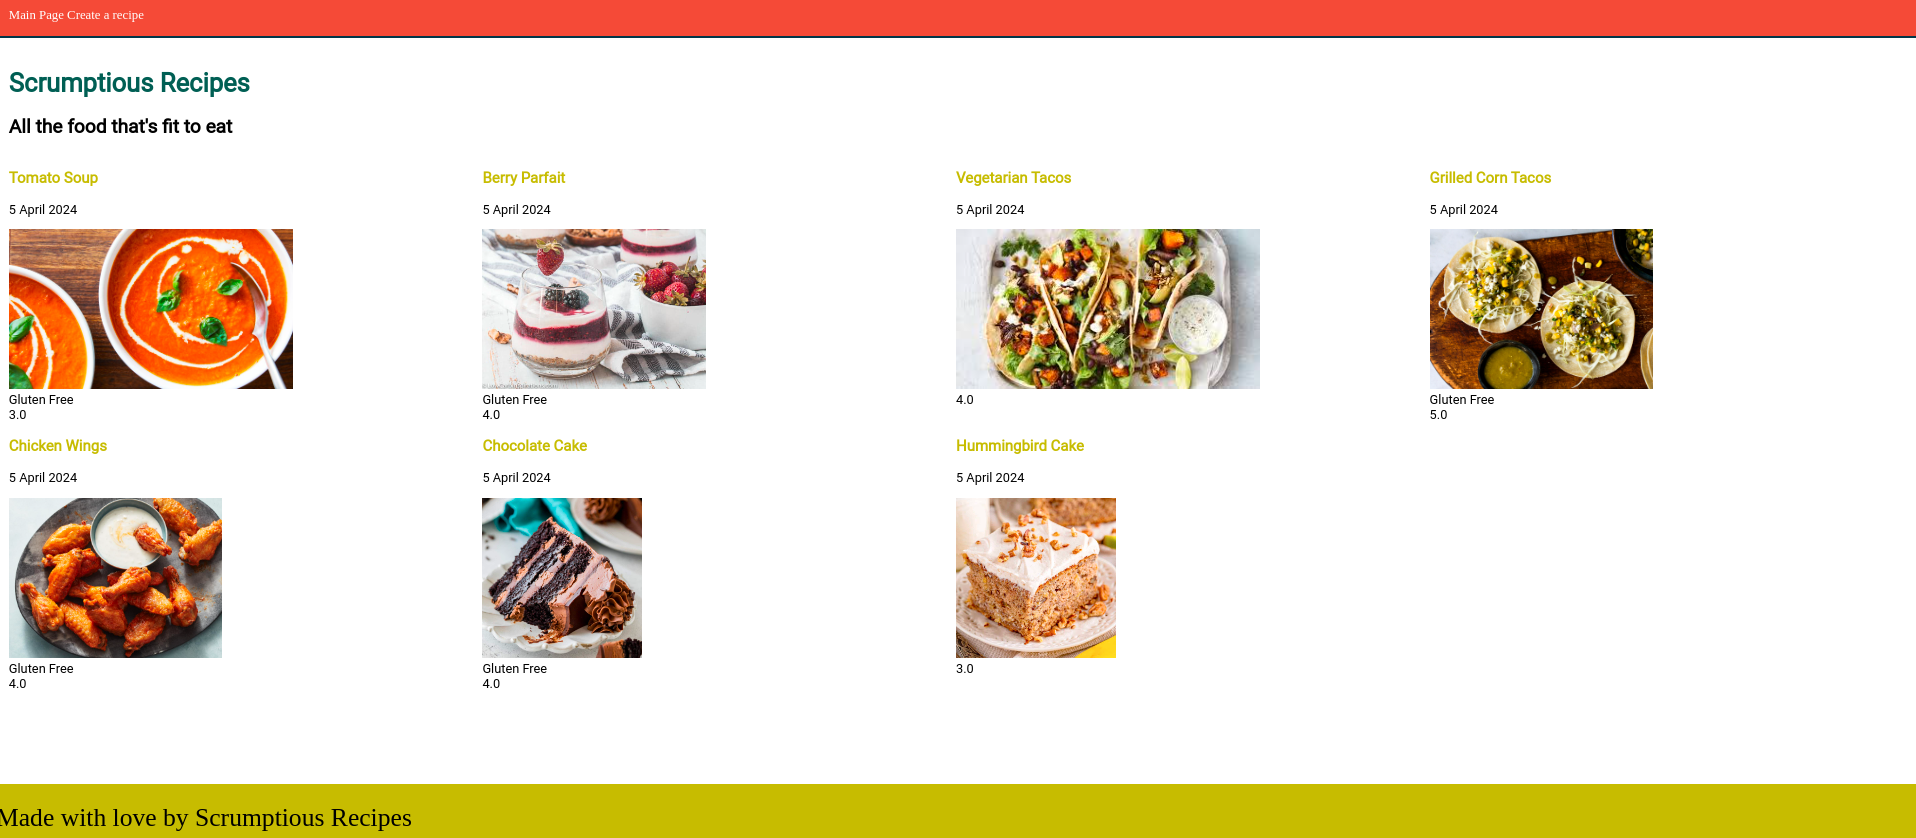 Main Page Create a recipe
Scrumptious Recipes
All the food that's fit to eat
Tomato Soup
5 April 2024
Gluten Free
3.0
Berry Parfait
5 April 2024
Gluten Free
4.0
Vegetarian Tacos
5 April 2024
4.0
Grilled Corn Tacos
5 April 2024
Gluten Free
5.0
Chicken Wings
5 April 2024
Gluten Free
4.0
Chocolate Cake
5 April 2024
Gluten Free
4.0
Hummingbird Cake
5 April 2024
3.0
Made with love by Scrumptious Recipes